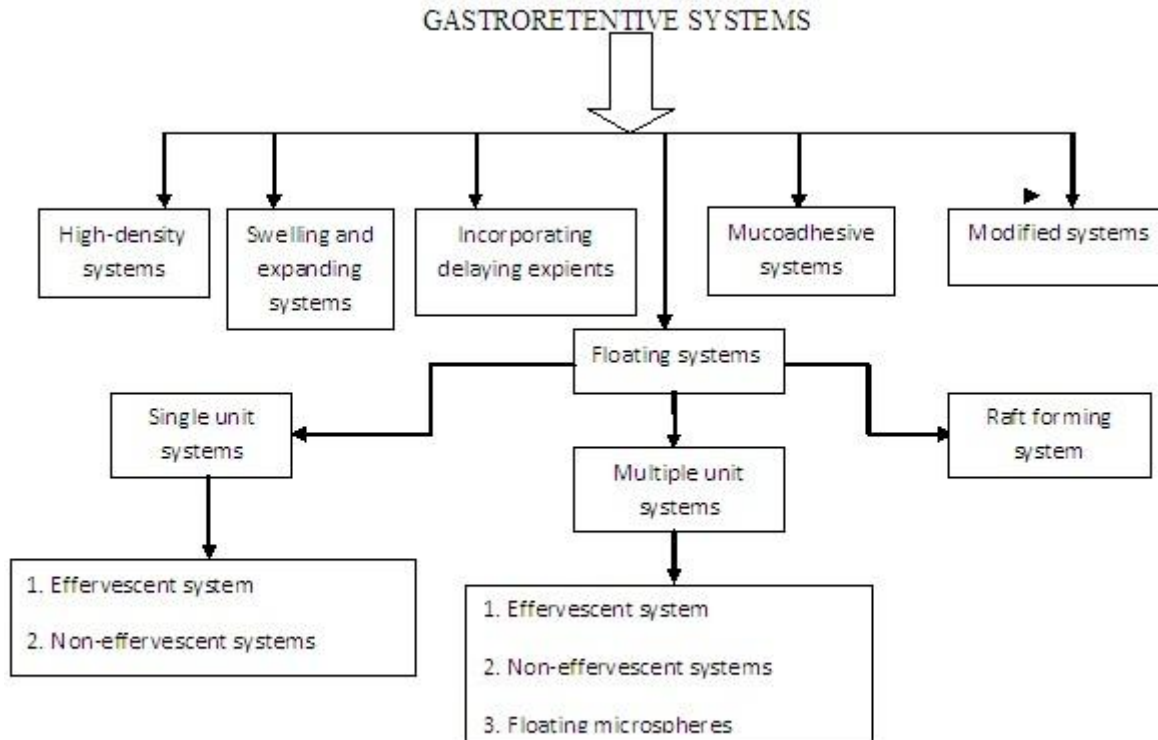 GASTRORETENTIVE SYSTEMS
High-density
systems
Swelling and
expanding
systems
Incorporating
delaying expients
Mucoadhesive
systems
Modified systems
Floating systems
Single unit
systems
Multiple unit
systems
Raft forming
system
1. Effervescent system
2. Non-effervescent systems
1. Effervescent system
2. Non-effervescent systems
3. Floating microspheres